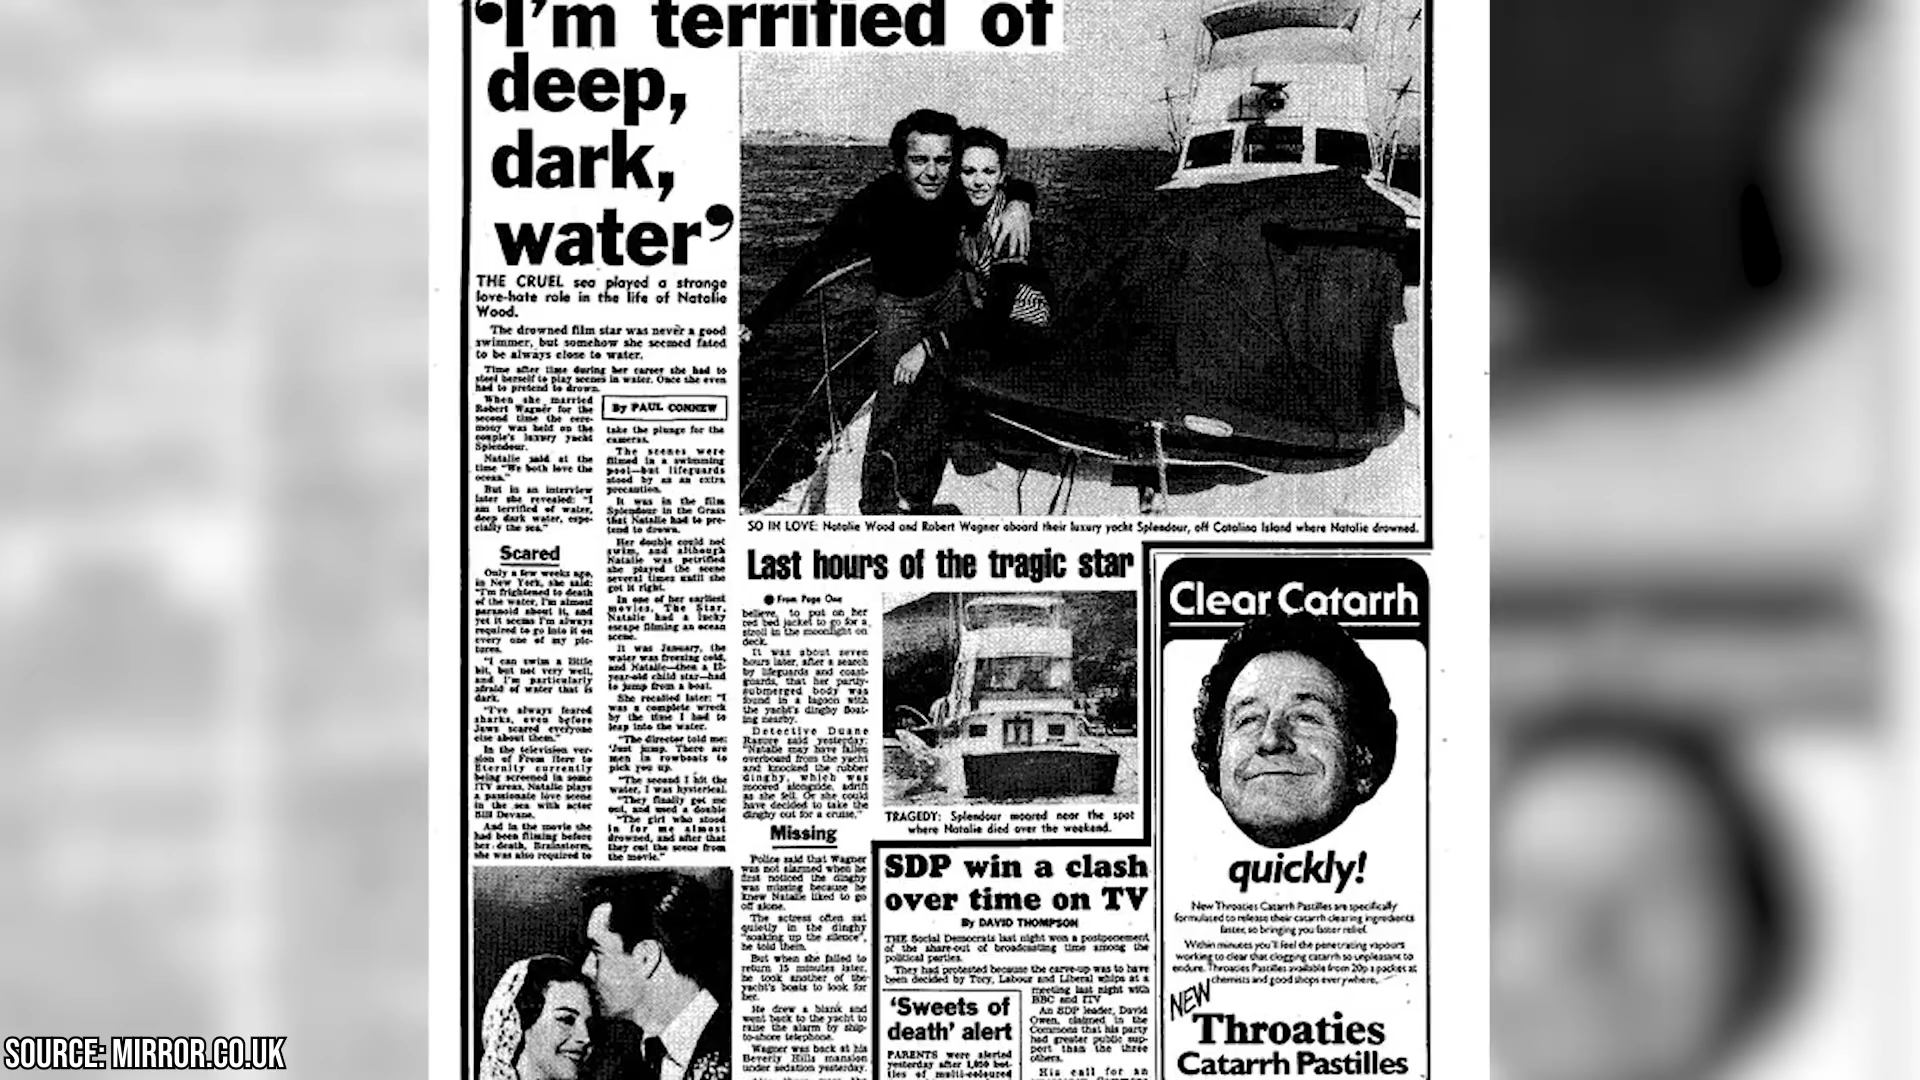 ‘I'm terrified of
deep,
dark,
water’
THE CRUEL sea played a strange
love-hate role in the life of Natalie
Wood.
The drowned film star was never a good
swimmer, but somehow she seemed fated
to be always close to water.
Time after time during her career she had to
steel herself to play scenes in water. Once she even
had to pretend to drown.
When she married
Robert Wagner for the
second time the cere-
mony was held on the
couple's luxury yacht
Splendour.
Natalie said at the
time "We both love the
ocean."
But in an interview
later she revealed: "I
am terrified of water,
deep dark water, espe-
cially the sea."
Scared
Only a few weeks ago,
in New York, she said:
"I'm frightened to death
of the water, I'm almost
paranoid about it, and
yet it seems I'm always
required to go into it on
every one of my pic-
tures.
"I can swim a little
bit, but not very well,
and I'm particularly
afraid of water that is
dark.
"I've always feared
sharks, even before
Jaws scared everyone
else about them."
In the television ver-
sion of From Here to
Eternity currently
being screened in some
ITV areas, Natalie plays
a passionate love scene
in the sea with actor
Bill Devane.
And in the movie she
had been filming before
her death, Brainstorm,
she was also required to
By PAUL CONNEW
take the plunge for the
cameras.
The scenes were
filmed in a swimming
pool—but lifeguards
stood by as an extra
precaution.
It was in the film
Splendour in the Grass
that Natalie had to pre-
tend to drown.
Her double could not
swim, and although
Natalie was petrified
she played the scene
several times until she
got it right.
In one of her earliest
movies, The Star,
Natalie had a lucky
escape filming an ocean
scene.
It was January, the
water was freezing cold,
and Natalie—then a 12-
year-old child star—had
to jump from a boat.
She recalled later: "I
was a complete wreck
by the time I had to
leap into the water.
"The director told me:
'Just jump. There are
men in rowboats to
pick you up.
"The second I hit the
water, I was hysterical.
"They finally got me
out, and used a double
"The girl who stood
in for me almost
drowned, and after that
they cut the scene from
the movie."
SO IN LOVE: Natalie Wood and Robert Wagner aboard their luxury yacht Splendour, off Catalina Island where Natalie drowned.
Last hours of the tragic star
From Page One
believe, to put on her
red bed jacket to go for a
stroll in the moonlight on
deck.
It was about seven
hours later, after a search
by lifeguards and coast-
guards, that her partly-
submerged body was
found in a lagoon with
the yacht's dinghy float-
ing nearby.
Detective Duane
Rasure said yesterday:
"Natalie may have fallen
overboard from the yacht
and knocked the rubber
dinghy, which was
moored alongside, adrift
as she fell. Or she could
have decided to take the
dinghy out for a cruise."
Missing
Police said that Wagner
was not alarmed when he
first noticed the dinghy
was missing because he
knew Natalie liked to go
off alone.
The actress often sat
quietly in the dinghy
"soaking up the silence",
he told them.
But when she failed to
return 15 minutes later,
he took another of the
yacht's boats to look for
her.
He drew a blank and
went back to the yacht to
raise the alarm by ship-
to-shore telephone.
Wagner was back at his
Beverly Hills mansion
under sedation yesterday.
TRAGEDY: Splendour moored near the spot
where Natalie died over the weekend.
SDP win a clash
over time on TV
By DAVID THOMPSON
THE Social Democrats last night won a postponement
of the share-out of broadcasting time among the
political parties.
They had protested because the carve-up was to have
been decided by Tory, Labour and Liberal whips at a
meeting last night with
BBC and ITV
An SDP leader, David
Owen, claimed in the
Commons that his party
had greater public sup-
port than the three
others.
His call for an
‘Sweets of
death’ alert
PARENTS were alerted
yesterday after 1,050 bot-
tles of multi-coloured
Clear Catarrh
quickly!
New Throaties Catarrh Pastilles are specifically
formulated to release their catarrh clearing ingredients
faster, so bringing you faster relief.
Within minutes you'll feel the penetrating vapours
working to clear that clogging catarrh so unpleasant to
endure. Throaties Pastilles available from 20p a packet at
chemists and good shops everywhere.
NEW
Throaties
Catarrh Pastilles
SOURCE: MIRROR.CO.UK